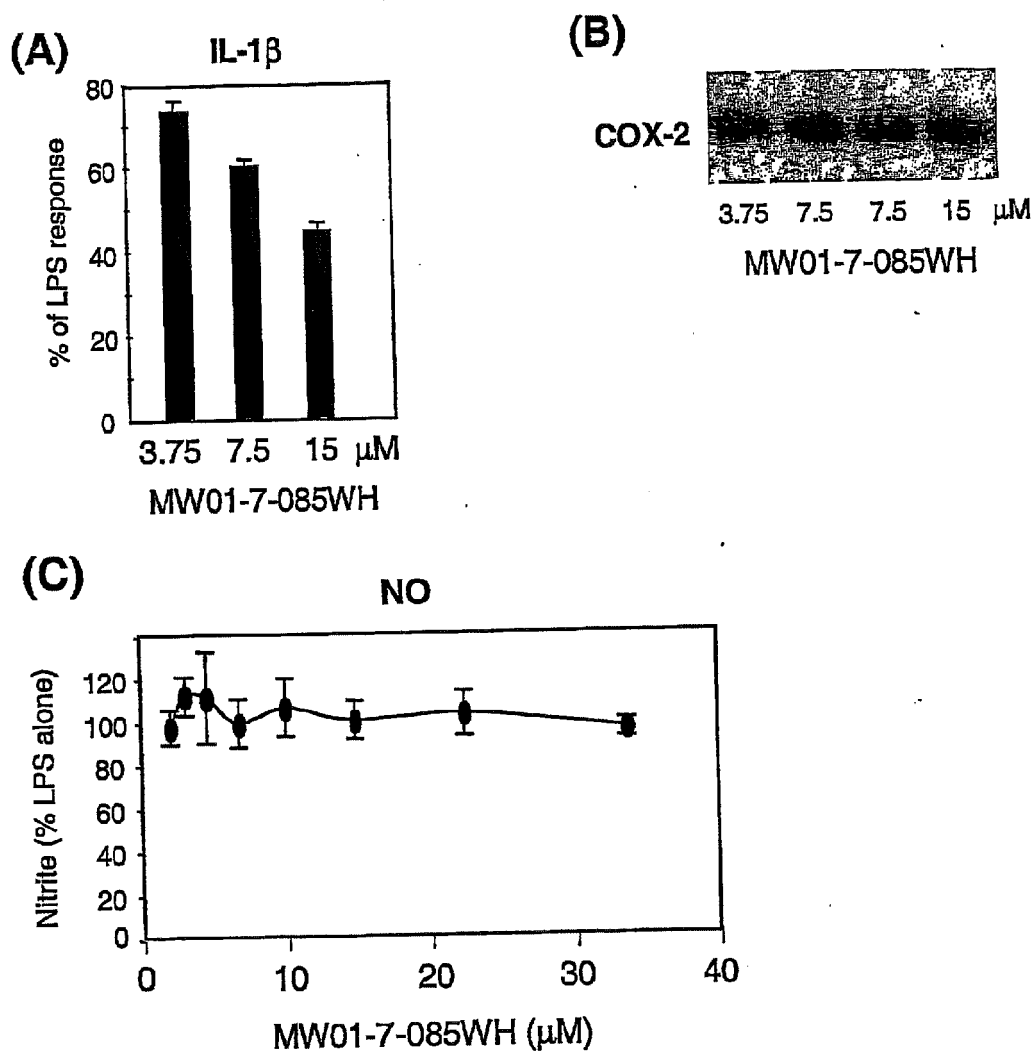 (A)
IL-1β
% of LPS response
80
60
40
20
0
3.75 7.5 15 μM
MW01-7-085WH
(B)
COX-2
3.75 7.5 7.5 15 μM
MW01-7-085WH
(C)
NO
Nitrite (% LPS alone)
120
100
80
60
40
20
0
0 10 20 30 40
MW01-7-085WH (μM)